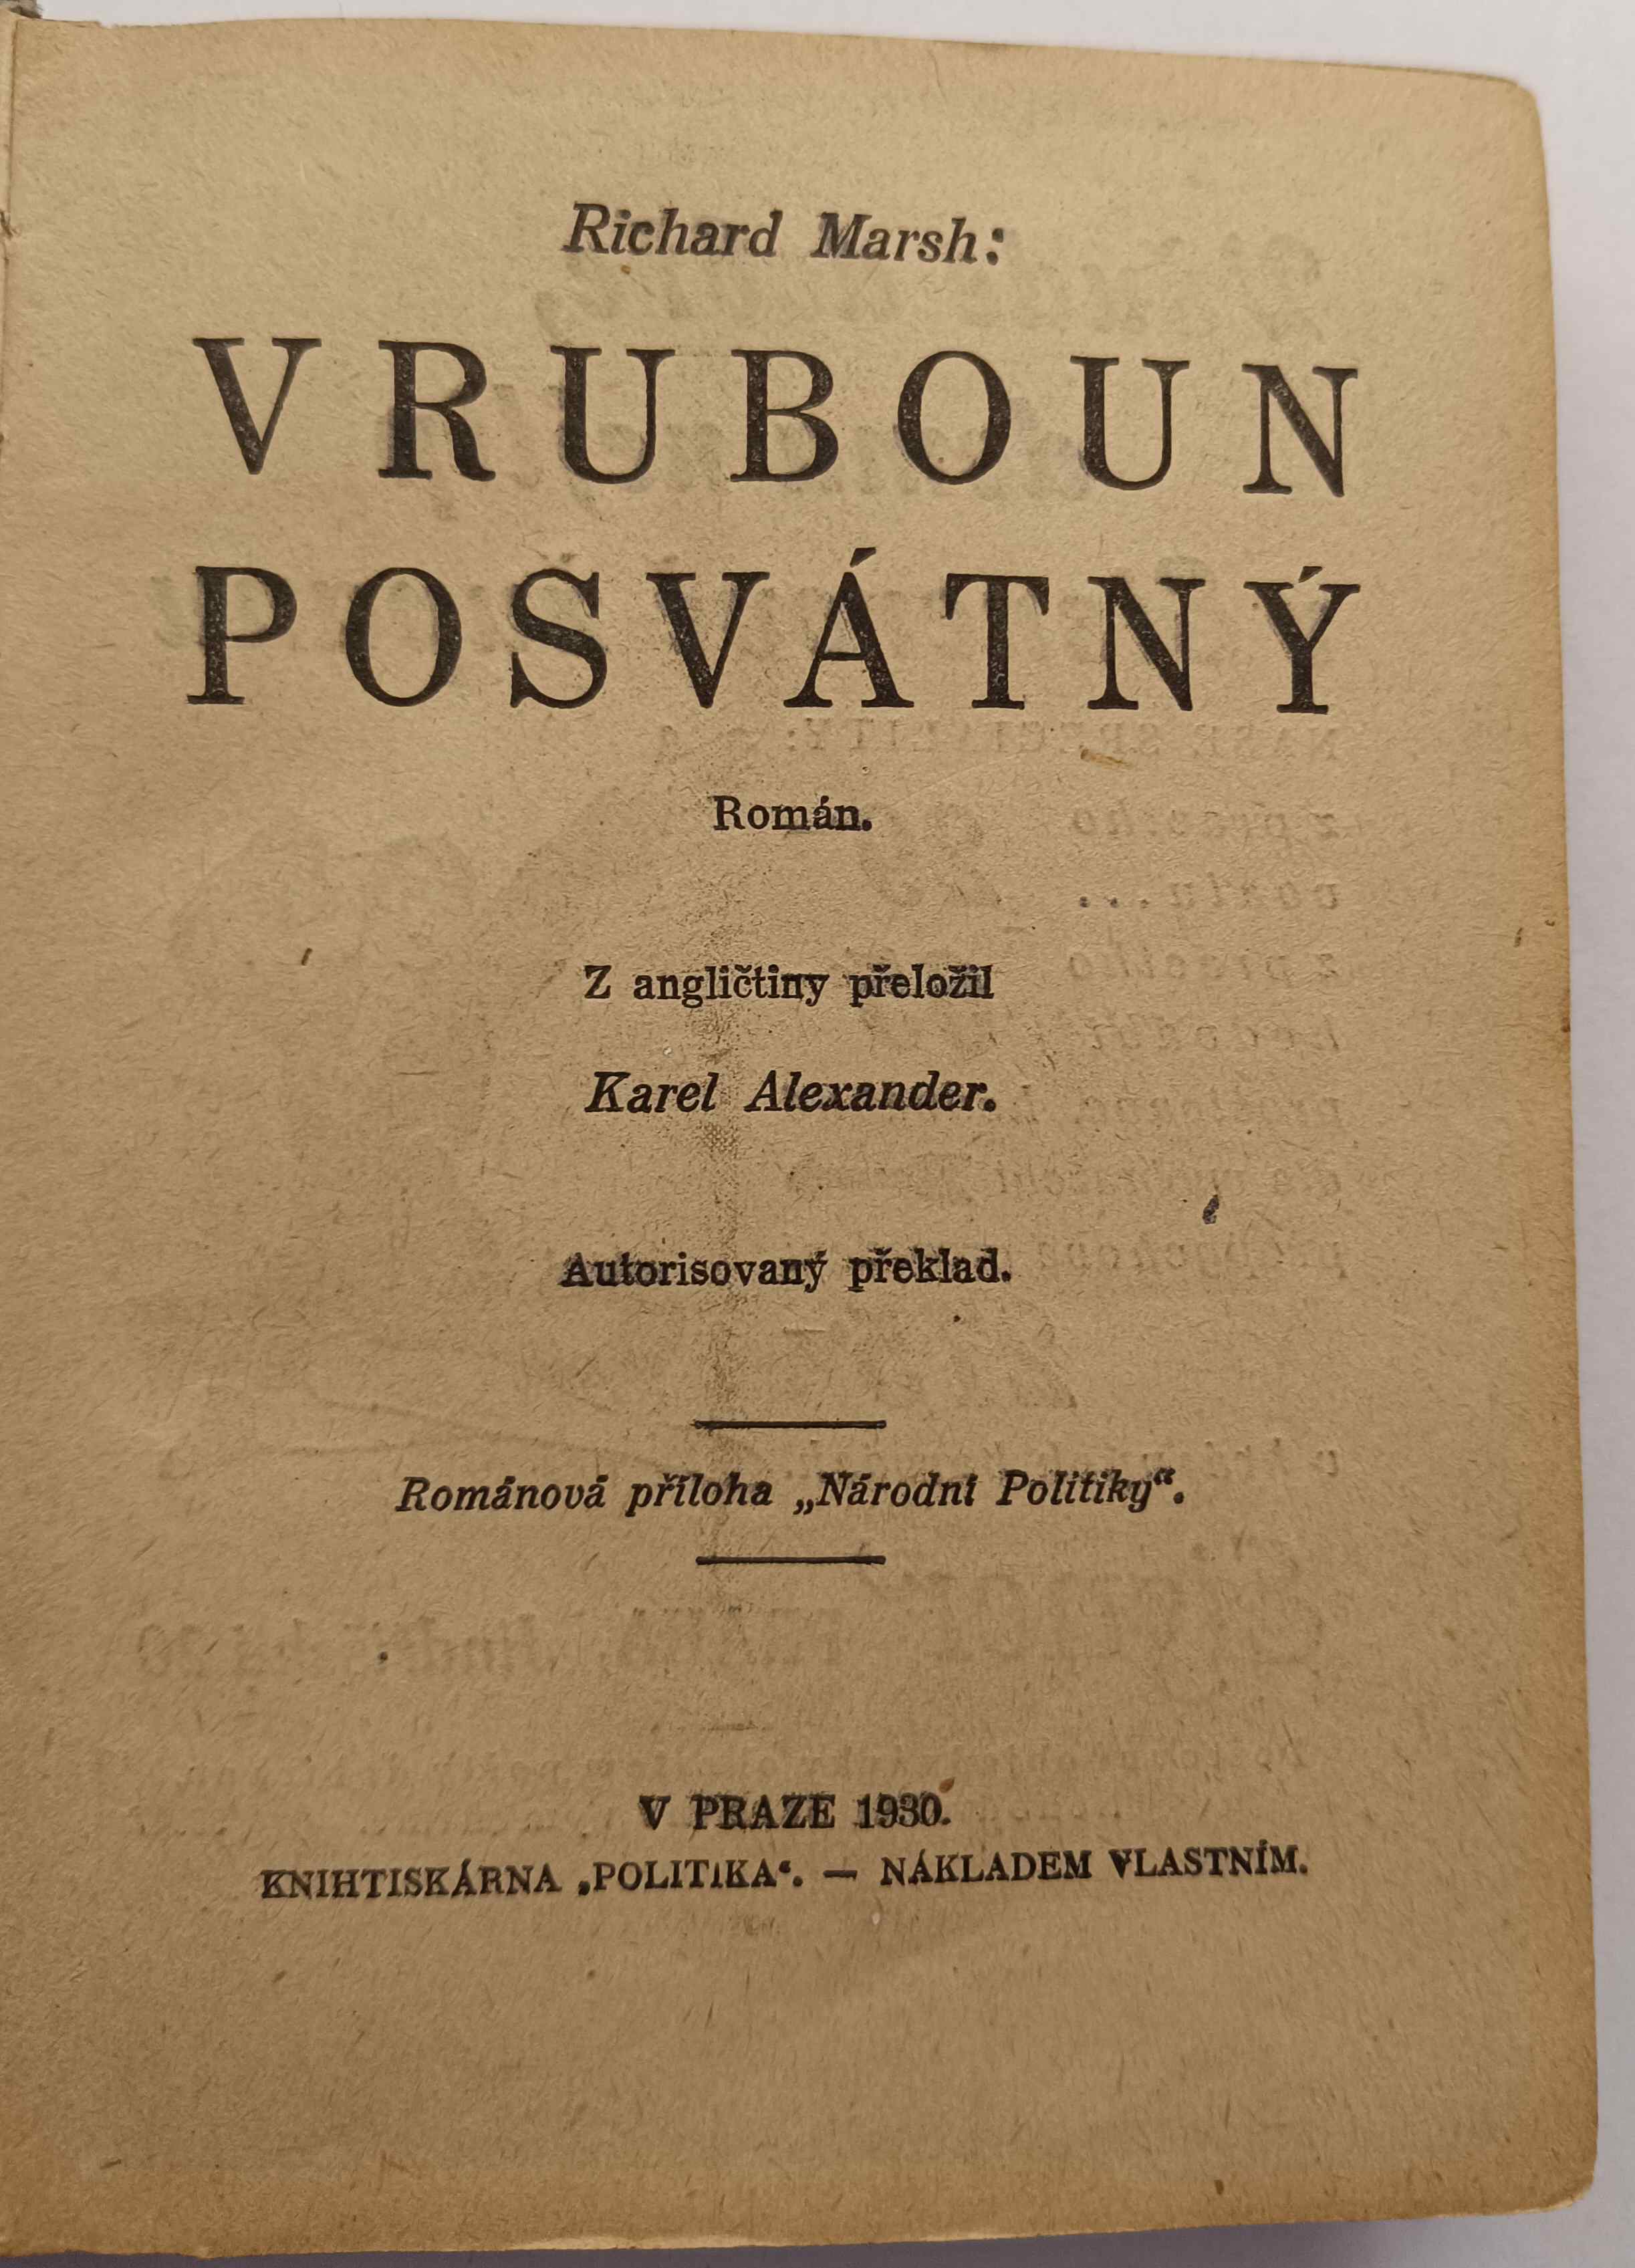 Richard Marsh:
VRUBOUN
POSVÁTNÝ
Román.
Z angličtiny přeložil
Karel Alexander.
Autorisovaný překlad.
Románová příloha „Národní Politiky“.
V PRAZE 1930.
KNIHTISKÁRNA „POLITIKA“. — NÁKLADEM VLASTNÍM.